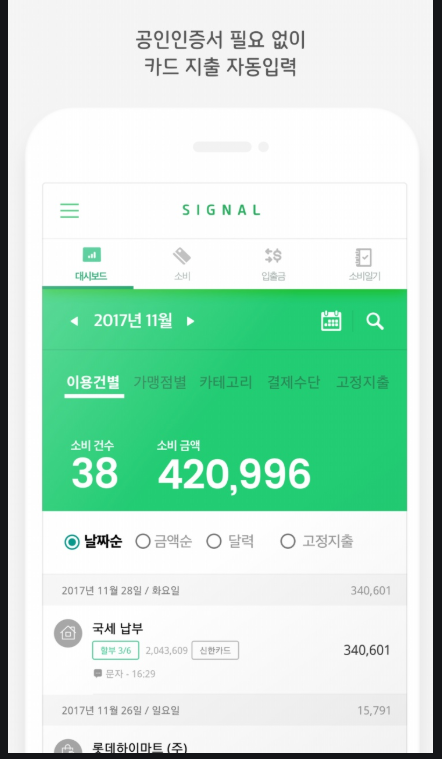 공인인증서 필요 없이
카드 지출 자동입력
SIGNAL
대시보드 소비 입출금 소비일기
2017년 11월
이용건별 가맹점별 카테고리 결제수단 고정지출
소비 건수 소비 금액
38 420,996
날짜순 금액순 달력 고정지출
2017년 11월 28일 / 화요일 340,601
국세 납부
할부 3/6 2,043,609 신한카드 340,601
문자 - 16:29
2017년 11월 26일 / 일요일 15,791
롯데하이마트 (주)